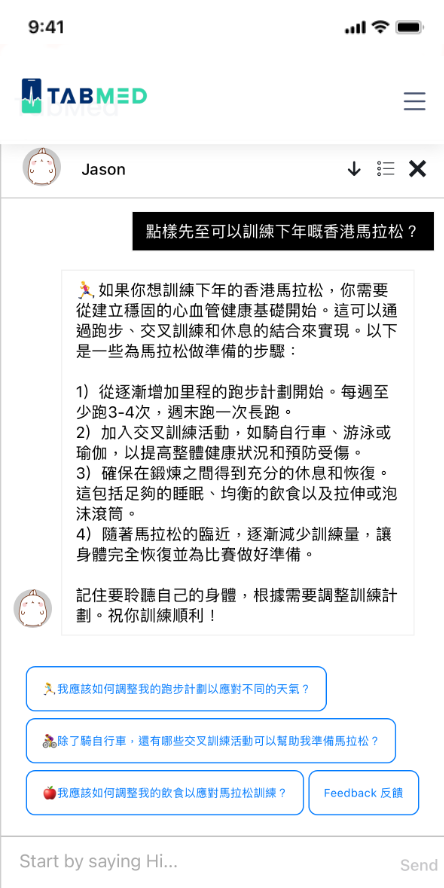 9:41
TABMED
Jason
點樣先至可以訓練下年嘅香港馬拉松？
如果你想訓練下年的香港馬拉松，你需要
從建立穩固的心血管健康基礎開始。這可以通
過跑步、交叉訓練和休息的結合來實現。以下
是一些為馬拉松做準備的步驟：
1）從逐漸增加里程的跑步計劃開始。每週至
少跑3-4次，週末跑一次長跑。
2）加入交叉訓練活動，如騎自行車、游泳或
瑜伽，以提高整體健康狀況和預防受傷。
3）確保在鍛煉之間得到充分的休息和恢復。
這包括足夠的睡眠、均衡的飲食以及拉伸或泡
沫滾筒。
4）隨著馬拉松的臨近，逐漸減少訓練量，讓
身體完全恢復並為比賽做好準備。
記住要聆聽自己的身體，根據需要調整訓練計
劃。祝你訓練順利！
我應該如何調整我的跑步計劃以應對不同的天氣？
除了騎自行車，還有哪些交叉訓練活動可以幫助我準備馬拉松？
我應該如何調整我的飲食以應對馬拉松訓練？
Feedback 反饋
Start by saying Hi...
Send